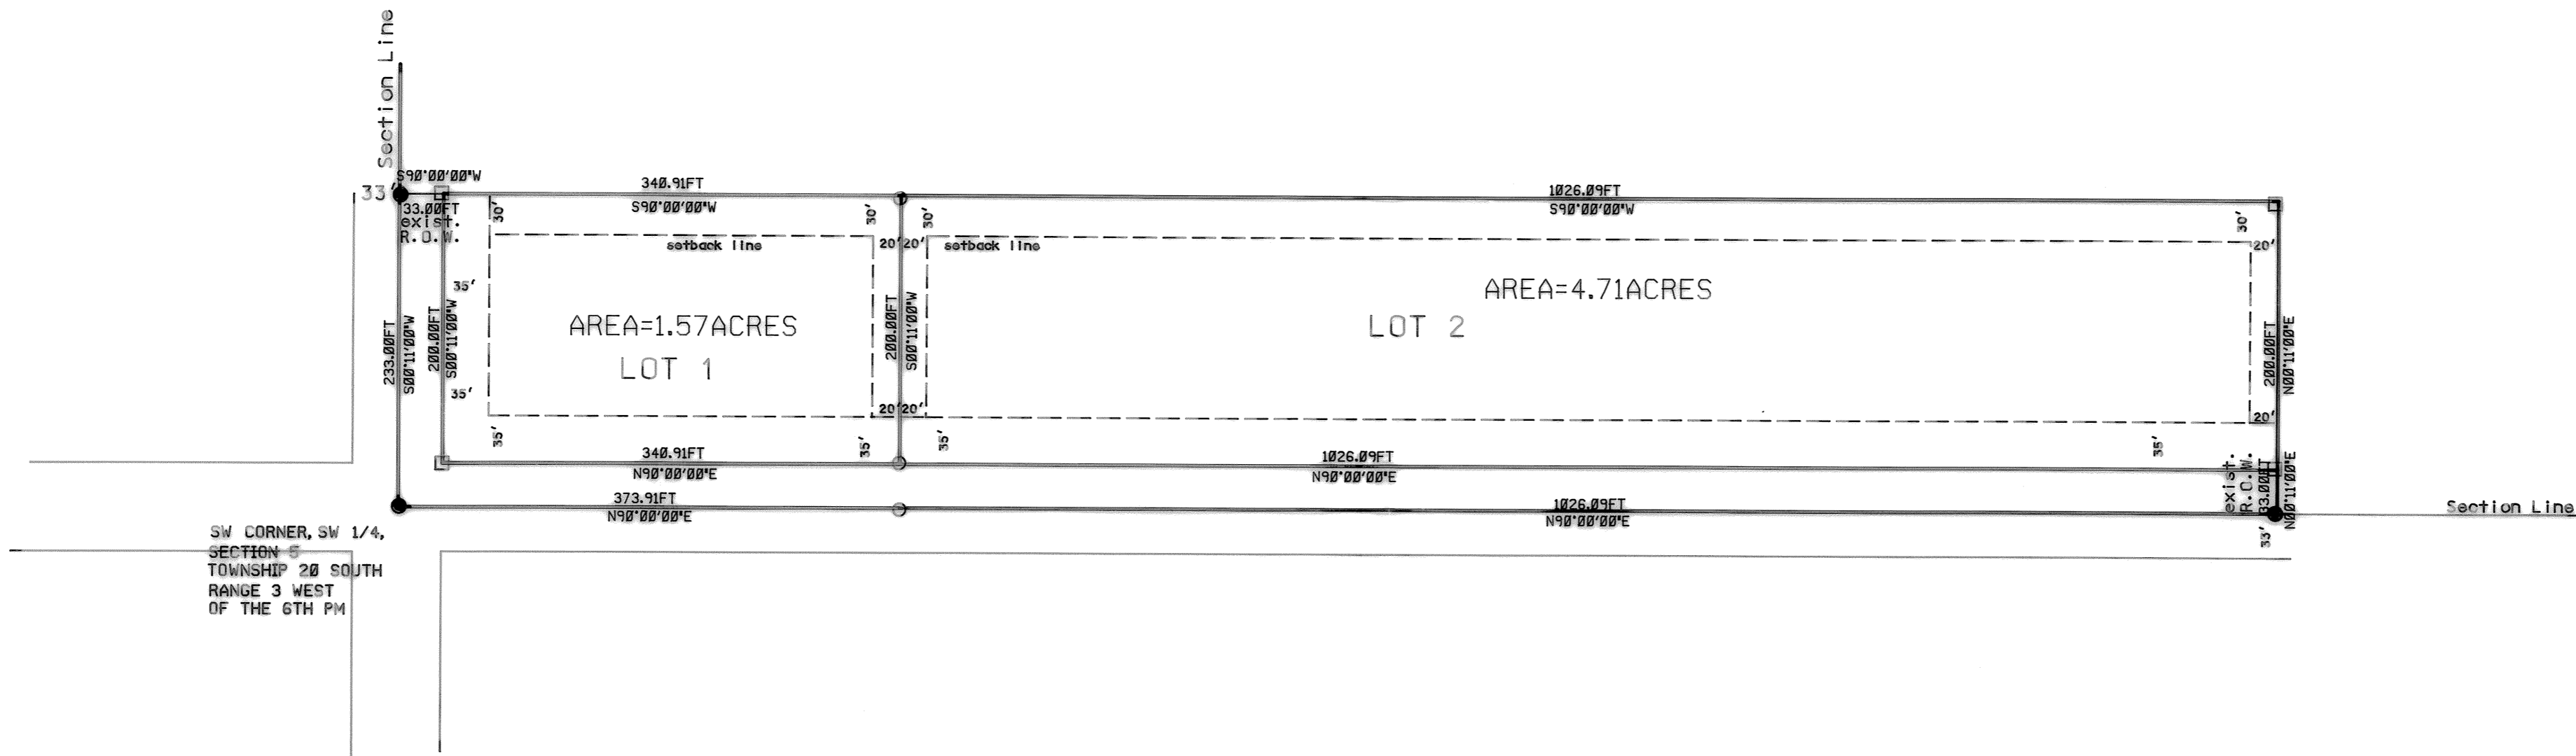 Section Line
33'
S90°00'00"W
33.00FT
exist.
R.O.W.
340.91FT
S90°00'00"W
1026.09FT
S90°00'00"W
30'
30'
30'
30'
setback line
20'
20'
setback line
20'
35'
AREA=1.57ACRES
LOT 1
AREA=4.71ACRES
LOT 2
233.00FT
S00°11'00"W
200.00FT
S00°11'00"W
200.00FT
S00°11'00"W
200.00FT
N00°11'00"E
35'
20'
20'
20'
35'
35'
35'
35'
340.91FT
N90°00'00"E
1026.09FT
N90°00'00"E
exist.
R.O.W.
33.00FT
N00°11'00"E
373.91FT
N90°00'00"E
1026.09FT
N90°00'00"E
33'
Section Line
SW CORNER, SW 1/4,
SECTION 5
TOWNSHIP 20 SOUTH
RANGE 3 WEST
OF THE 6TH PM